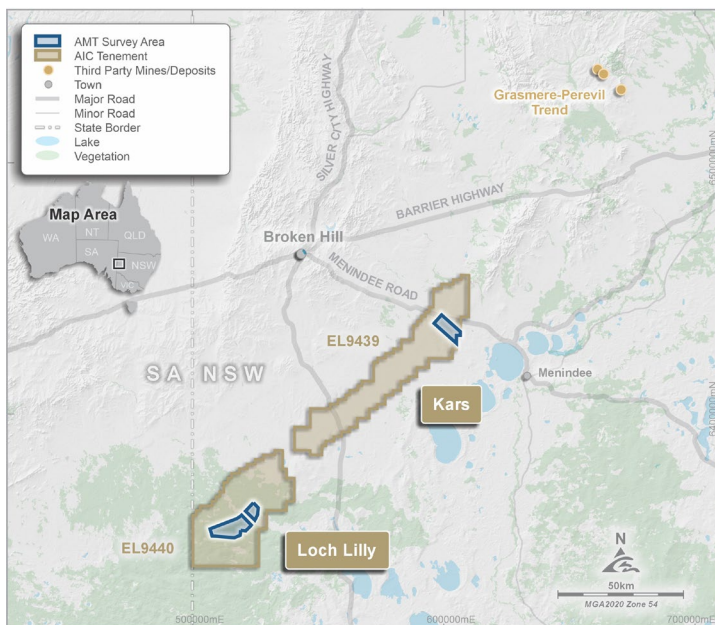 AMT Survey Area
AIC Tenement
Third Party Mines/Deposits
Town
Major Road
Minor Road
State Border
Lake
Vegetation
Grasmere-Perevil
Trend
SILVER CITY HIGHWAY
6500000mN
Map Area
WA
NT
QLD
SA
NSW
BARRIER HIGHWAY
Broken Hill
MENINDEE ROAD
EL9439
SA NSW
Menindee
Kars
6400000mN
EL9440
Loch Lilly
N
50km
MGA2020 Zone 54
500000mE
600000mE
700000mE